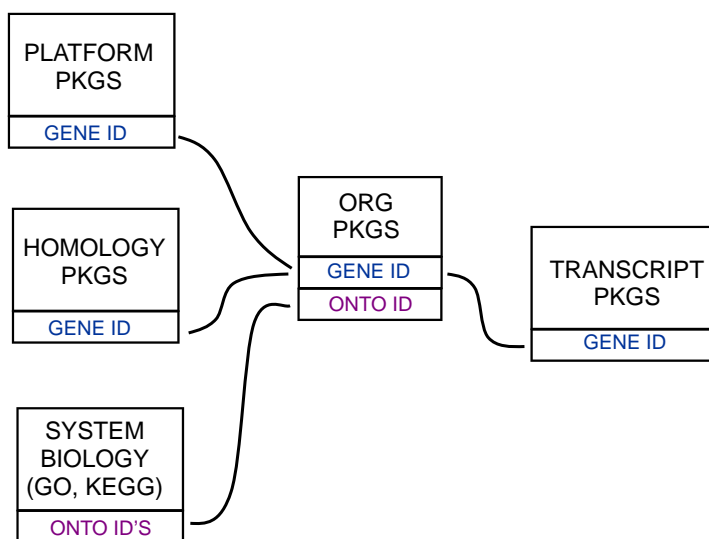 PLATFORM
PKGS
GENE ID
HOMOLOGY
PKGS
GENE ID
SYSTEM
BIOLOGY
(GO, KEGG)
ONTO ID'S
ORG
PKGS
GENE ID
ONTO ID
TRANSCRIPT
PKGS
GENE ID